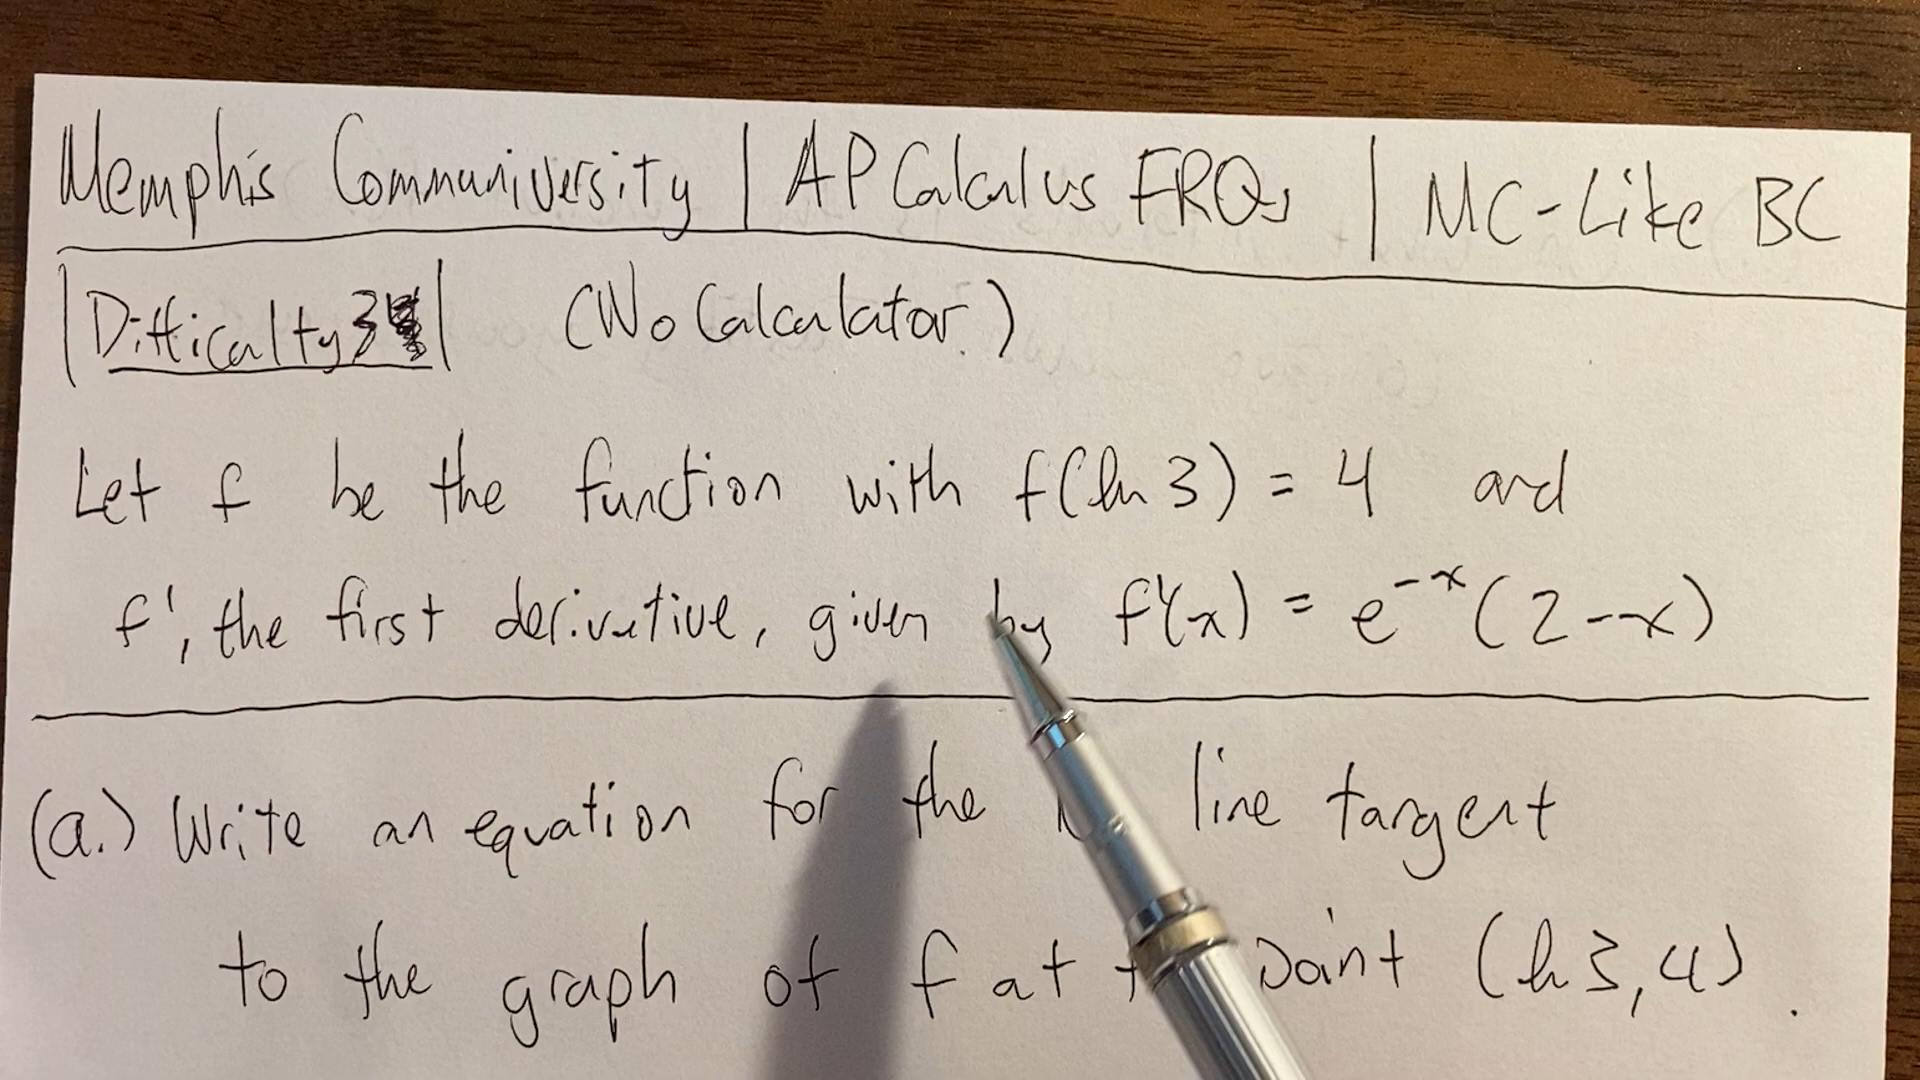 Memphis Communiversity | AP Calculus FRQs | MC-Like BC
Difficulty 3 (No Calculator.)
Let f be the function with f(ln 3) = 4 and
f', the first derivative, given by f'(x) = e^{-x}(2-x)
(a.) Write an equation for the line tangent
to the graph of f at point (ln 3, 4).